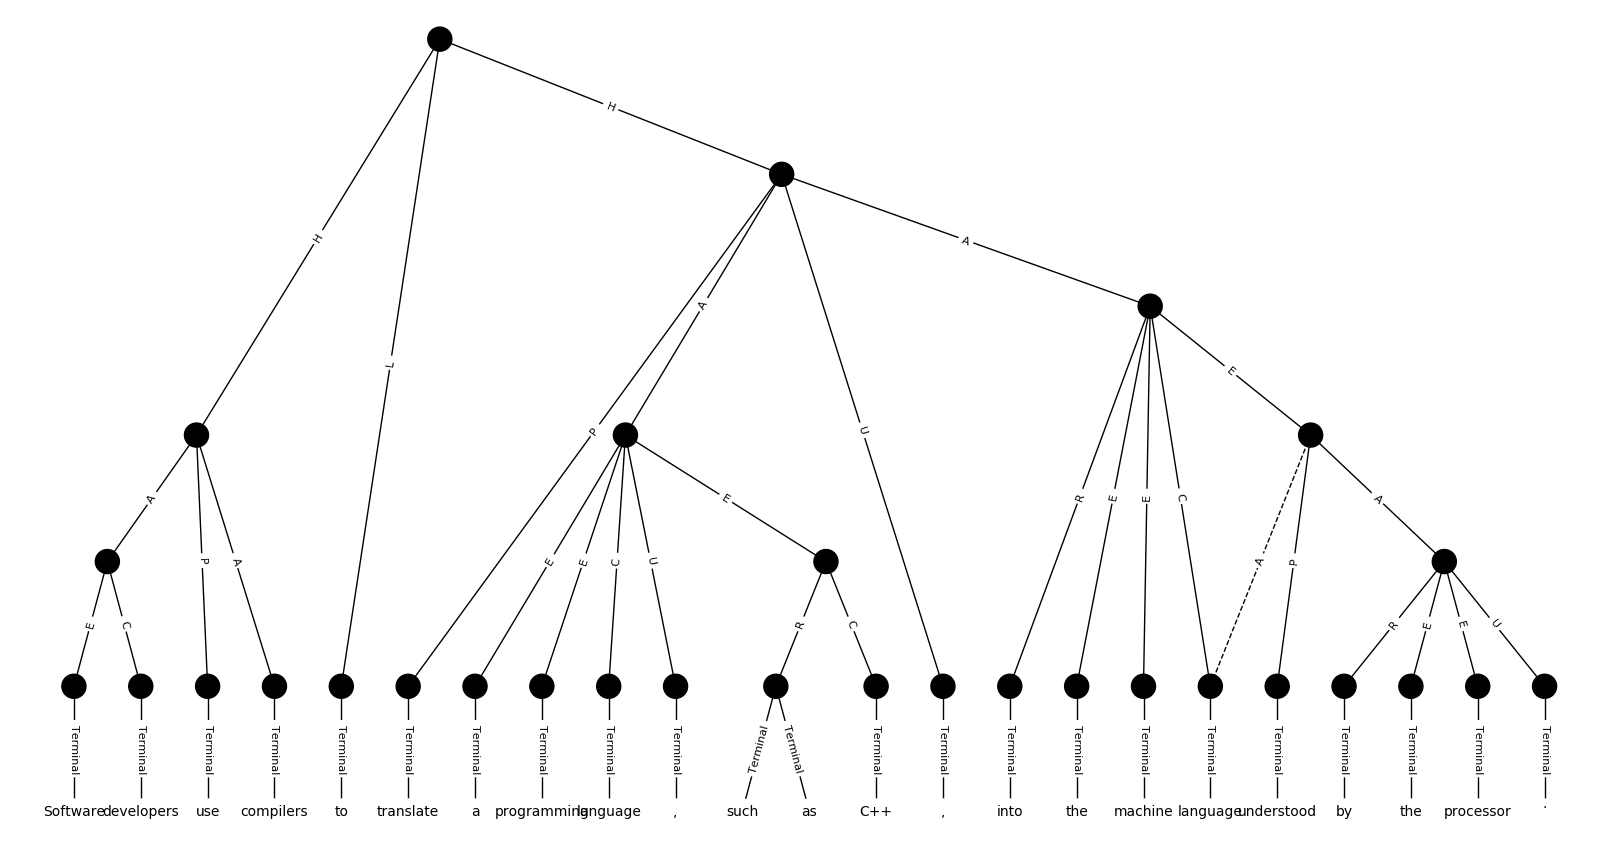 H
H
A
L
A
E
P
U
A
E
R
E
E
C
A
A
P
A
E
E
C
U
A
P
E
C
R
C
R
E
E
U
Terminal Terminal Terminal Terminal Terminal Terminal Terminal Terminal Terminal Terminal Terminal Terminal Terminal Terminal Terminal Terminal Terminal Terminal Terminal Terminal Terminal Terminal Terminal
Software developers use compilers to translate a programming language , such as C++ , into the machine language understood by the processor .